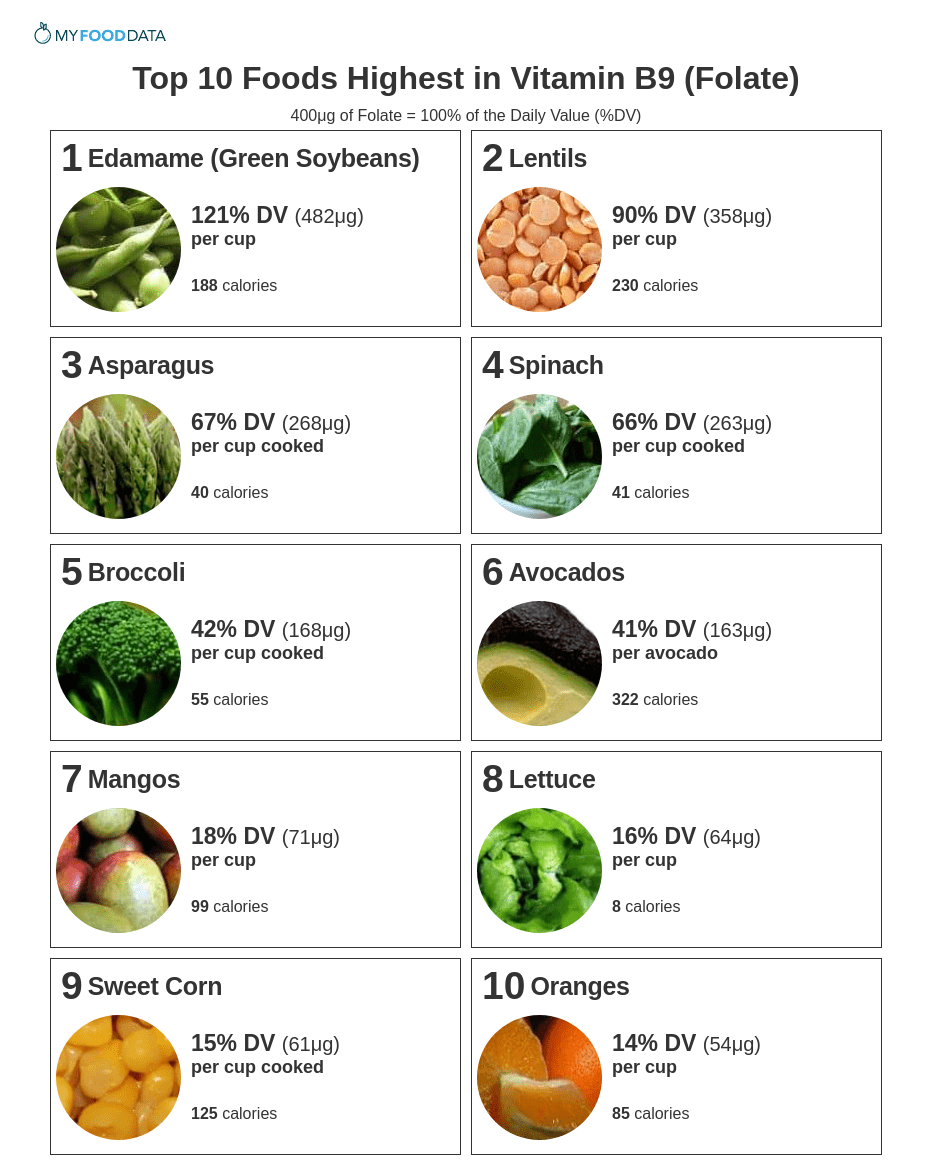 MYFOODDATA
Top 10 Foods Highest in Vitamin B9 (Folate)
400μg of Folate = 100% of the Daily Value (%DV)
1 Edamame (Green Soybeans)
121% DV (482μg)
per cup
188 calories
2 Lentils
90% DV (358μg)
per cup
230 calories
3 Asparagus
67% DV (268μg)
per cup cooked
40 calories
4 Spinach
66% DV (263μg)
per cup cooked
41 calories
5 Broccoli
42% DV (168μg)
per cup cooked
55 calories
6 Avocados
41% DV (163μg)
per avocado
322 calories
7 Mangos
18% DV (71μg)
per cup
99 calories
8 Lettuce
16% DV (64μg)
per cup
8 calories
9 Sweet Corn
15% DV (61μg)
per cup cooked
125 calories
10 Oranges
14% DV (54μg)
per cup
85 calories